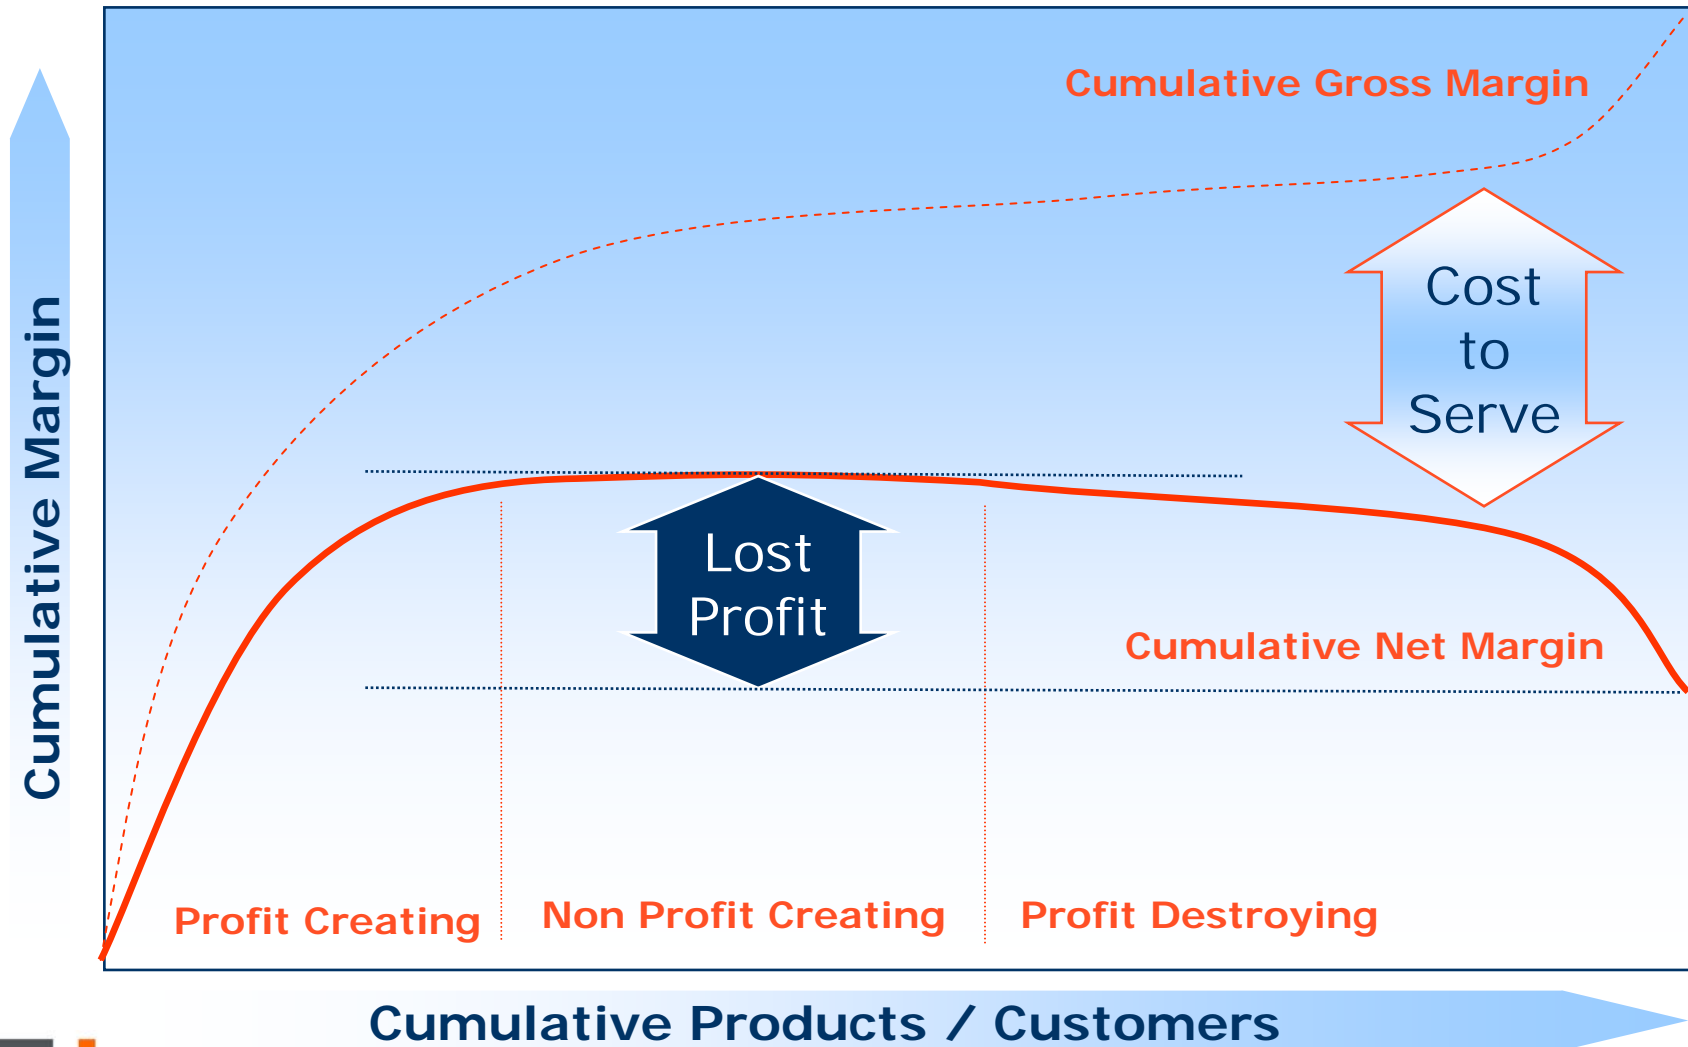 Cumulative Gross Margin
Cost
to
Serve
Cumulative Margin
Lost
Profit
Cumulative Net Margin
Profit Creating
Non Profit Creating
Profit Destroying
Cumulative Products / Customers